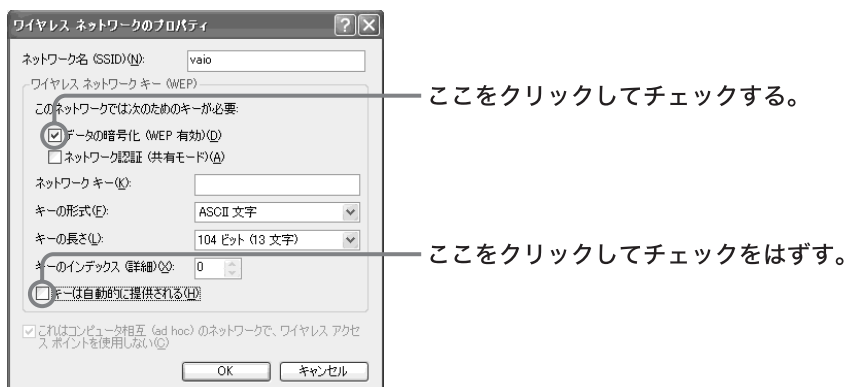 ワイヤレス ネットワークのプロパティ
ネットワーク名 (SSID)(N): vaio
ワイヤレス ネットワーク キー (WEP)
このネットワークでは次のためのキーが必要:
データの暗号化 (WEP 有効)(D)
ネットワーク認証 (共有モード)(A)
ネットワーク キー(K):
キーの形式(F): ASCII 文字
キーの長さ(L): 104 ビット (13 文字)
キーのインデックス (詳細)(X): 0
キーは自動的に提供される(H)
これはコンピュータ相互 (ad hoc) のネットワークで、ワイヤレス アクセ
ス ポイントを使用しない(C)
OK キャンセル
ここをクリックしてチェックする。
ここをクリックしてチェックをはずす。